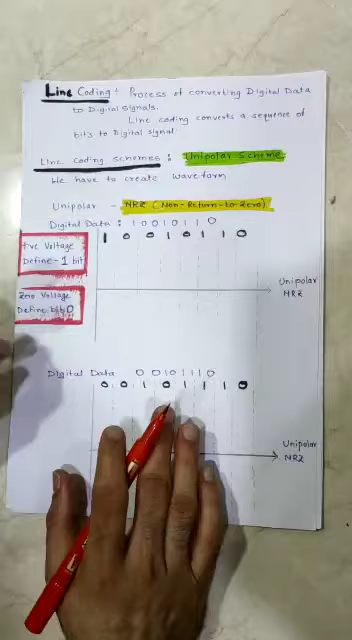 Line Coding : Process of converting Digital Data
to Digital signals.
Line coding converts a sequence of
bits to Digital signal.
Line Coding Schemes : Unipolar Scheme
We have to create waveform
Unipolar - NRZ (Non-Return-to-Zero)
Digital Data : 1 0 0 1 0 1 1 0
1 0 0 1 0 1 1 0
+ve Voltage
Define - 1 bit
Zero Voltage
Define bit 0
Unipolar
NRZ
Digital Data 0 0 1 0 1 1 1 0
0 0 1 0 1 1 1 0
Unipolar
NRZ